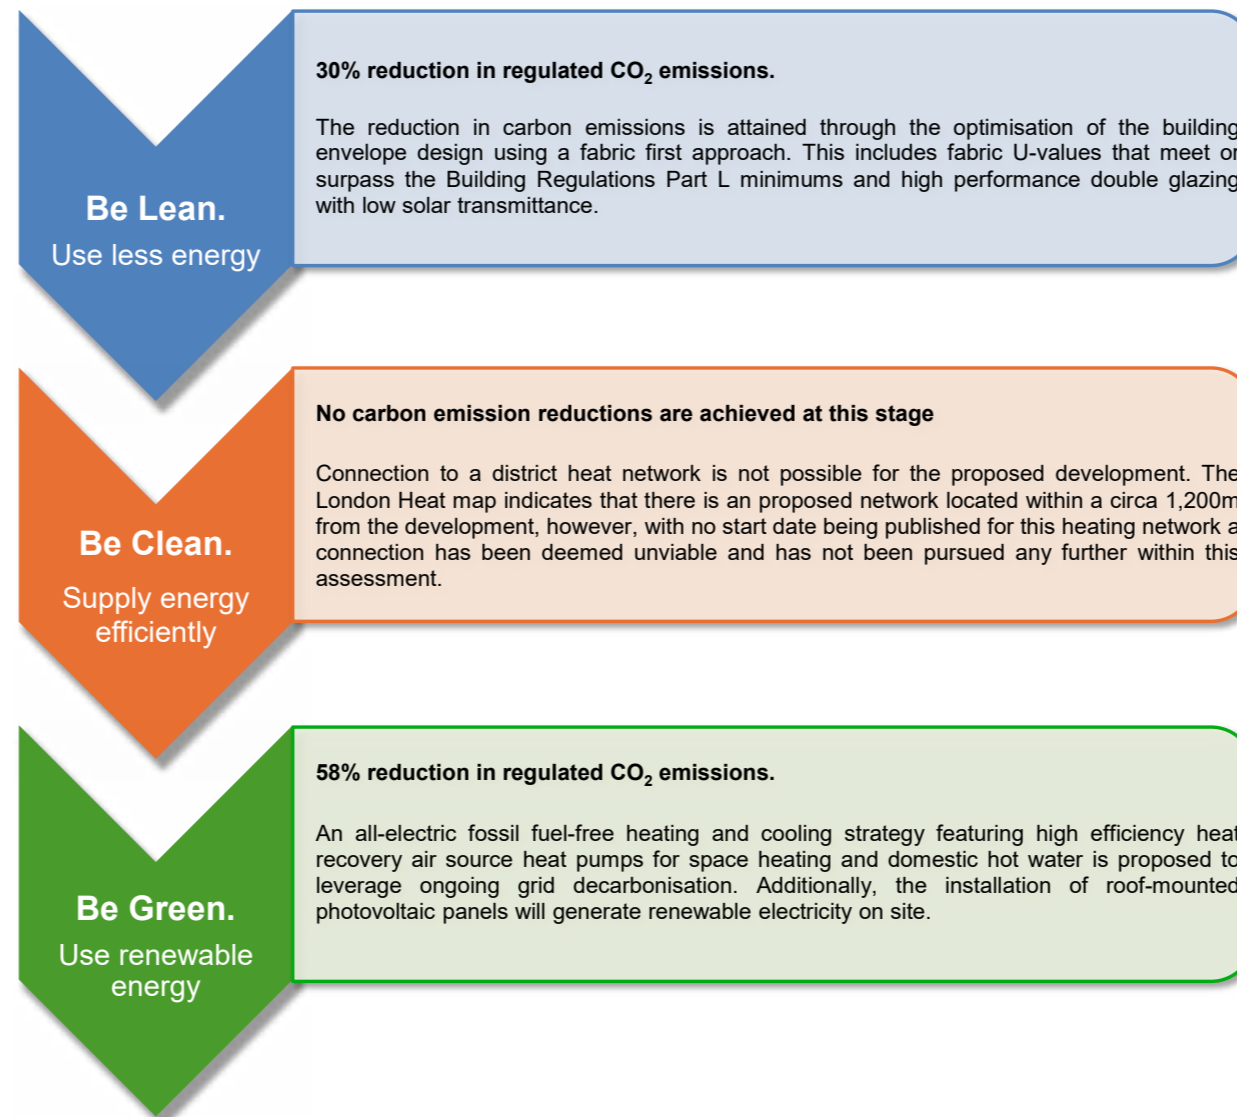 Be Lean.
Use less energy
30% reduction in regulated CO₂ emissions.
The reduction in carbon emissions is attained through the optimisation of the building
envelope design using a fabric first approach. This includes fabric U-values that meet or
surpass the Building Regulations Part L minimums and high performance double glazing
with low solar transmittance.
Be Clean.
Supply energy
efficiently
No carbon emission reductions are achieved at this stage
Connection to a district heat network is not possible for the proposed development. The
London Heat map indicates that there is an proposed network located within a circa 1,200m
from the development, however, with no start date being published for this heating network a
connection has been deemed unviable and has not been pursued any further within this
assessment.
Be Green.
Use renewable
energy
58% reduction in regulated CO₂ emissions.
An all-electric fossil fuel-free heating and cooling strategy featuring high efficiency heat
recovery air source heat pumps for space heating and domestic hot water is proposed to
leverage ongoing grid decarbonisation. Additionally, the installation of roof-mounted
photovoltaic panels will generate renewable electricity on site.